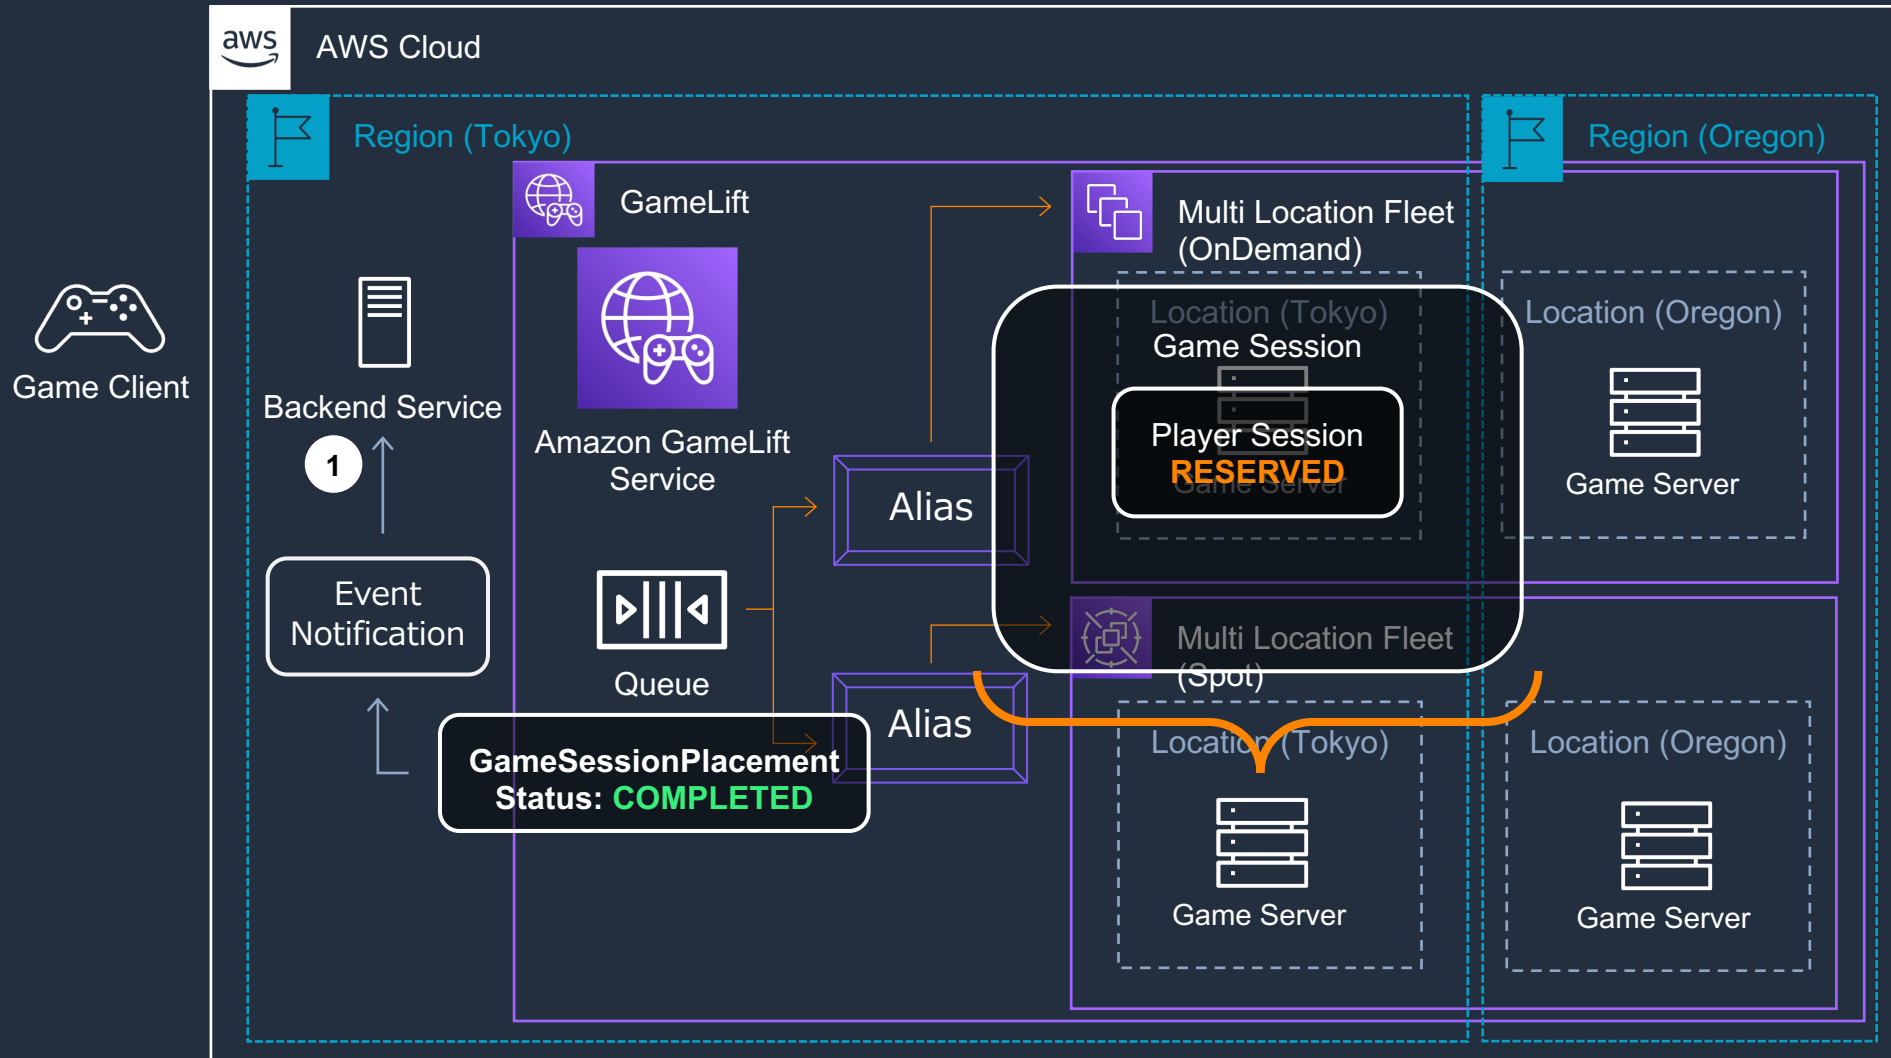 aws
AWS Cloud
Region (Tokyo)
Region (Oregon)
GameLift
Multi Location Fleet
(OnDemand)
Game Client
Backend Service
1
Amazon GameLift
Service
Location (Tokyo)
Game Session
Player Session
RESERVED
Game Server
Location (Oregon)
Game Server
Alias
Event
Notification
Queue
Multi Location Fleet
(Spot)
Alias
GameSessionPlacement
Status: COMPLETED
Location (Tokyo)
Game Server
Location (Oregon)
Game Server